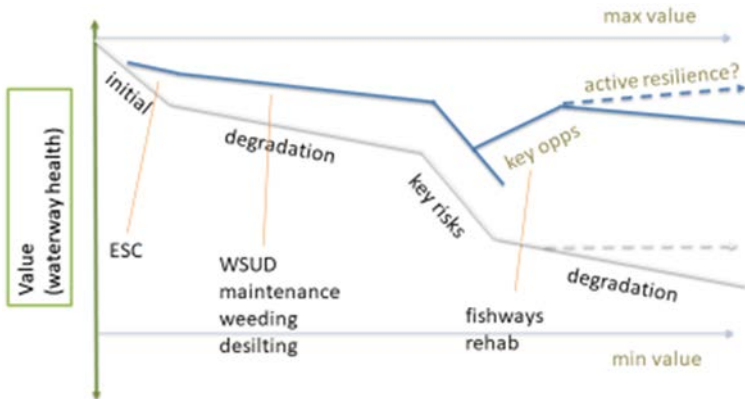 max value
active resilience?
initial
degradation
key opps
key risks
Value
(waterway health)
ESC
WSUD
maintenance
weeding
desilting
fishways
rehab
degradation
min value